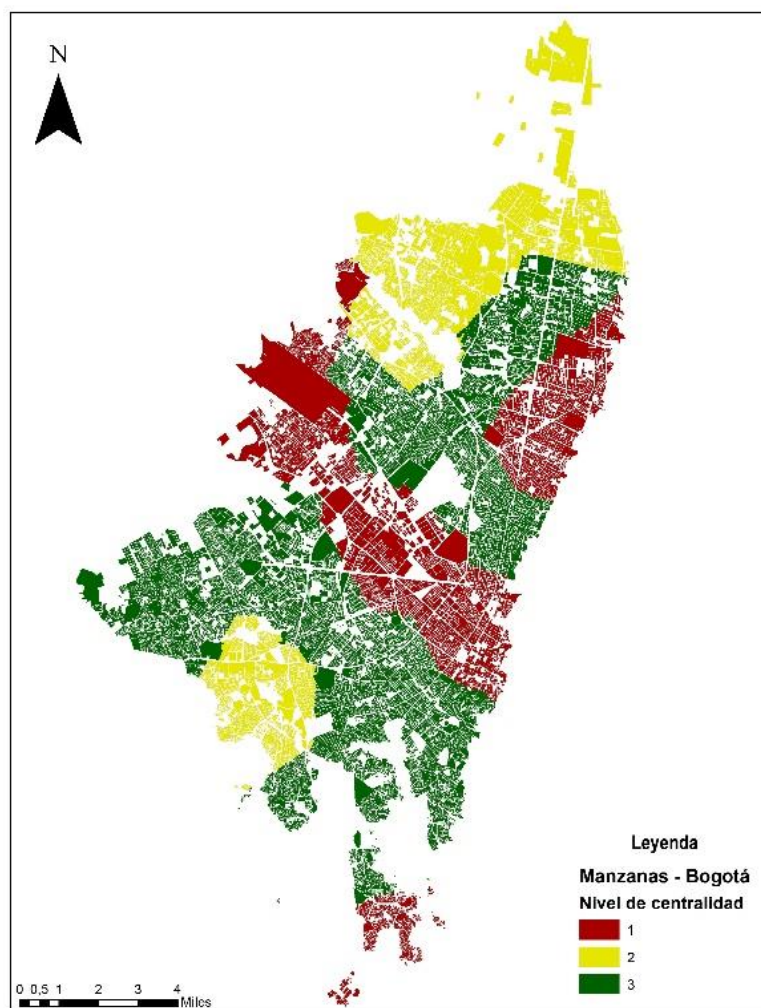 N
Leyenda
Manzanas - Bogotá
Nivel de centralidad
1
2
3
0 0,5 1 2 3 4
Miles